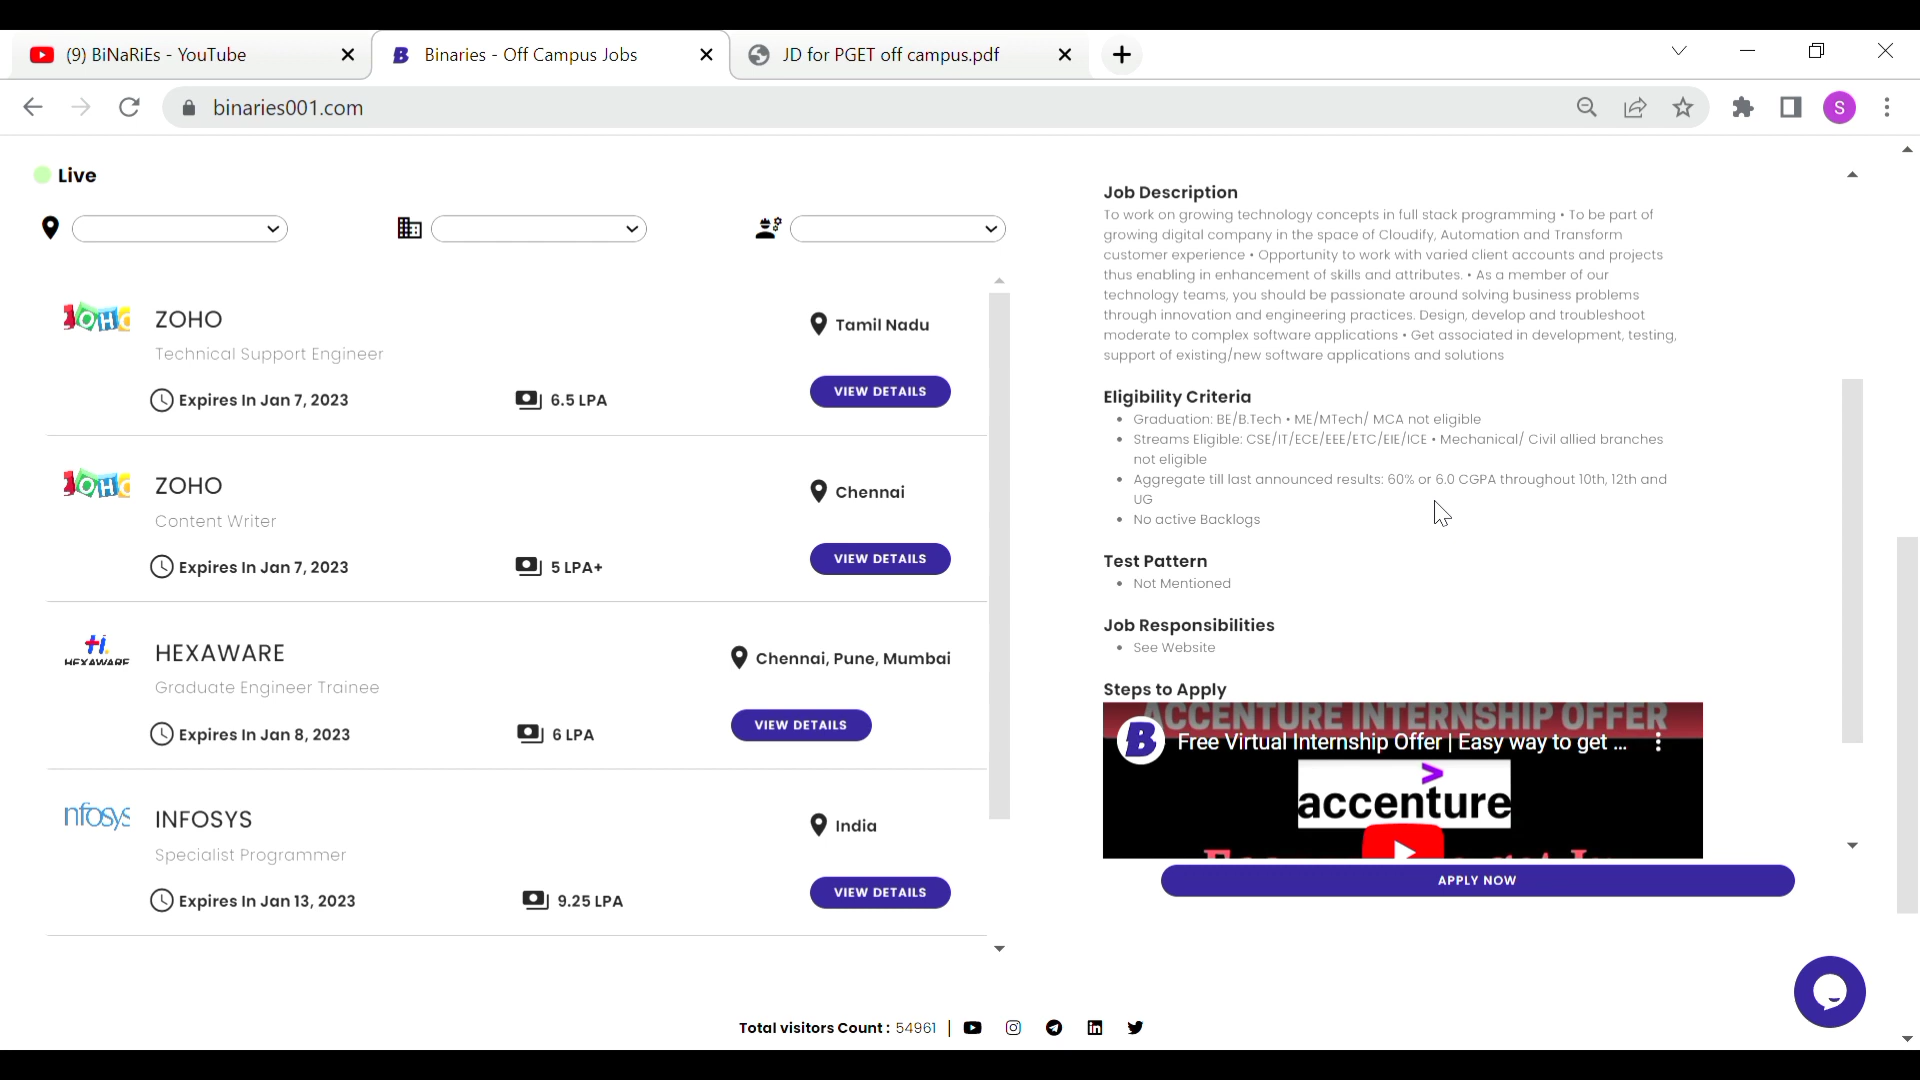 (9) BiNaRiEs - YouTube
Binaries - Off Campus Jobs
JD for PGET off campus.pdf
binaries001.com
S
Live
ZOHO
ZOHO
Tamil Nadu
Technical Support Engineer
Expires In Jan 7, 2023
6.5 LPA
VIEW DETAILS
ZOHO
ZOHO
Chennai
Content Writer
Expires In Jan 7, 2023
5 LPA+
VIEW DETAILS
HEXAWARE
HEXAWARE
Chennai, Pune, Mumbai
Graduate Engineer Trainee
Expires In Jan 8, 2023
6 LPA
VIEW DETAILS
nfosys
INFOSYS
India
Specialist Programmer
Expires In Jan 13, 2023
9.25 LPA
VIEW DETAILS
Job Description
To work on growing technology concepts in full stack programming • To be part of
growing digital company in the space of Cloudify, Automation and Transform
customer experience • Opportunity to work with varied client accounts and projects
thus enabling in enhancement of skills and attributes. • As a member of our
technology teams, you should be passionate around solving business problems
through innovation and engineering practices. Design, develop and troubleshoot
moderate to complex software applications • Get associated in development, testing,
support of existing/new software applications and solutions
Eligibility Criteria
• Graduation: BE/B.Tech • ME/MTech/ MCA not eligible
• Streams Eligible: CSE/IT/ECE/EEE/ETC/EIE/ICE • Mechanical/ Civil allied branches
not eligible
• Aggregate till last announced results: 60% or 6.0 CGPA throughout 10th, 12th and
UG
• No active Backlogs
Test Pattern
• Not Mentioned
Job Responsibilities
• See Website
Steps to Apply
ACCENTURE INTERNSHIP OFFER
B
Free Virtual Internship Offer | Easy way to get ...
accenture
APPLY NOW
Total visitors Count : 54961